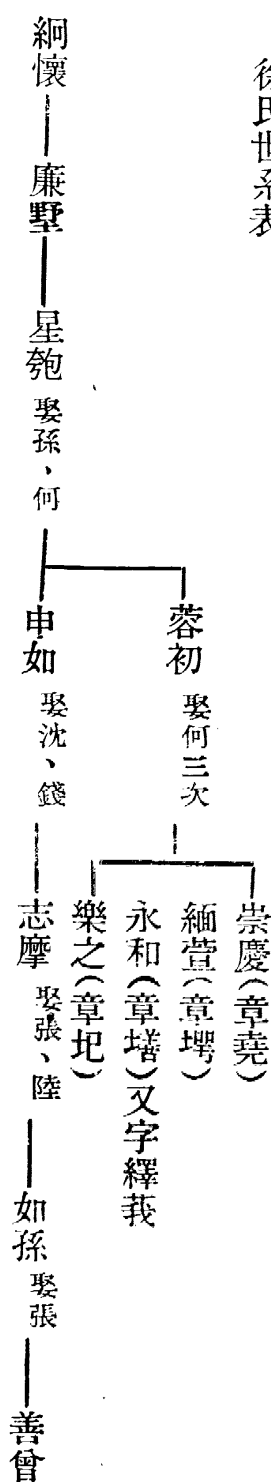 徐氏世系表
蓉初 娶何三次
崇慶(章堯)
緬萱(章堮)
永和(章𡎺)又字繹莪
樂之(章圯)
絅懷
廉墅
星匏 娶孫、何
申如 娶沈、錢
志摩 娶張、陸
如孫 娶張
善曾